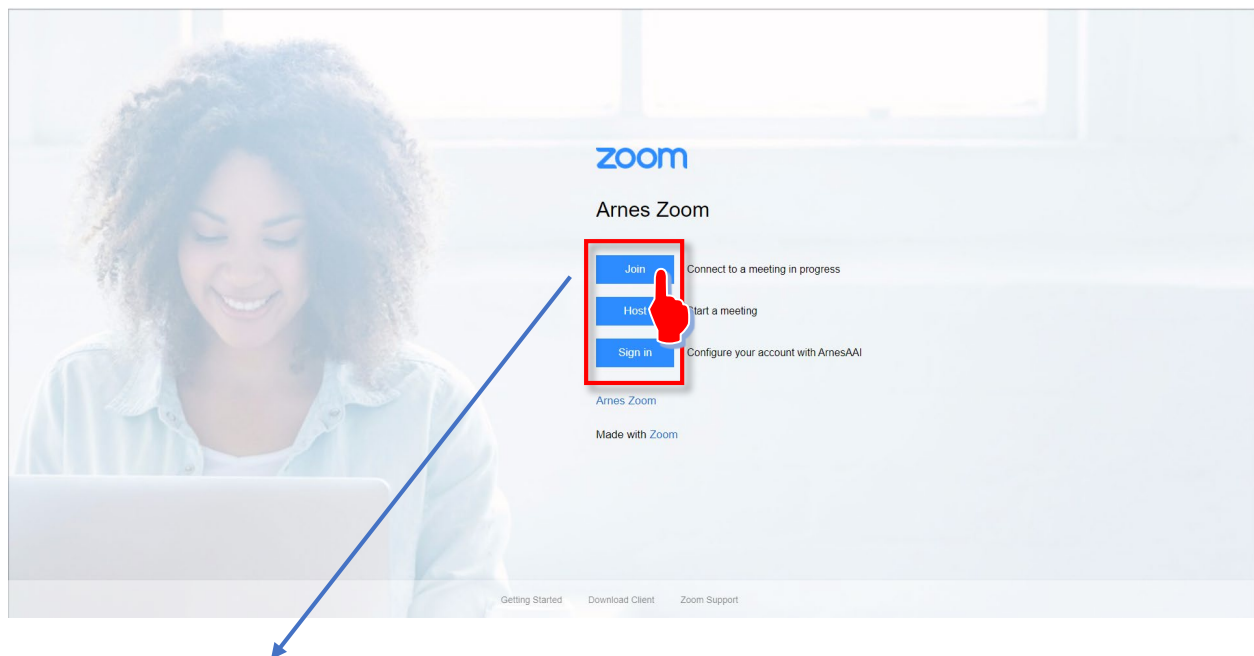 zoom
Arnes Zoom
Join Connect to a meeting in progress
Host Start a meeting
Sign in Configure your account with ArnesAAI
Arnes Zoom
Made with Zoom
Getting Started Download Client Zoom Support